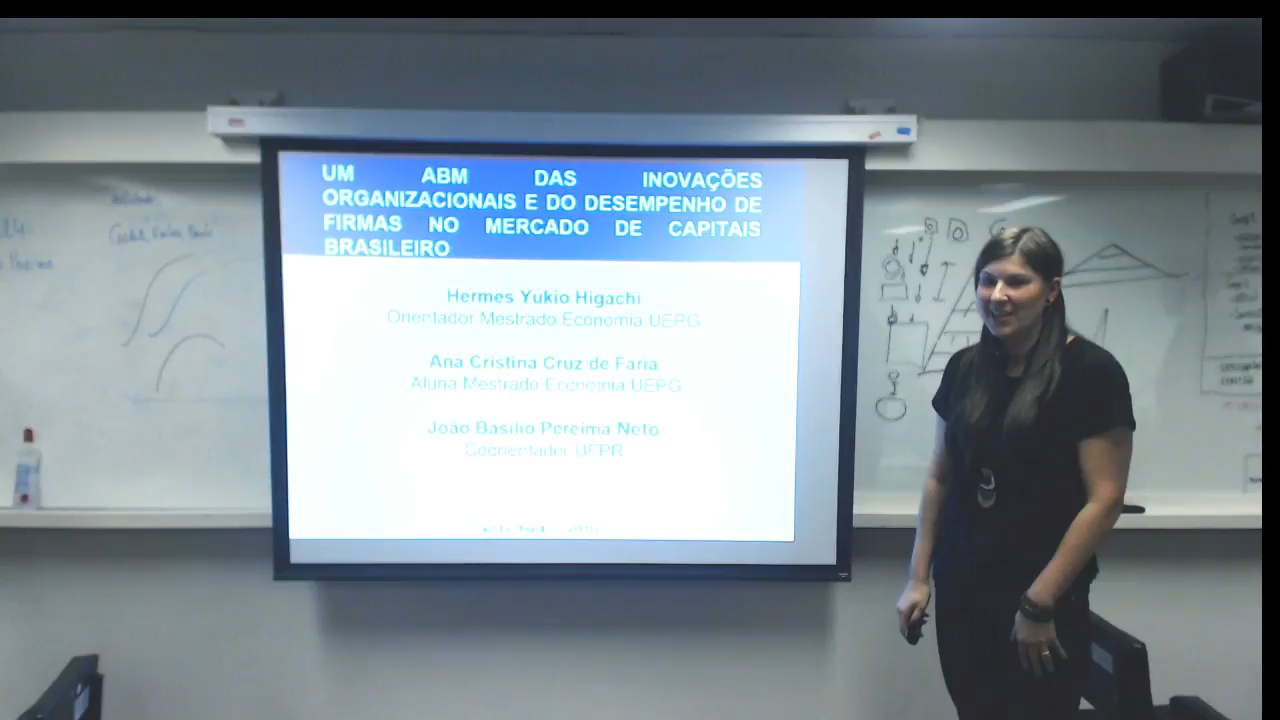 UM ABM DAS INOVAÇÕES
ORGANIZACIONAIS E DO DESEMPENHO DE
FIRMAS NO MERCADO DE CAPITAIS
BRASILEIRO
Hermes Yukio Higachi
Orientador Mestrado Economia UEPG
Ana Cristina Cruz de Faria
Aluna Mestrado Economia UEPG
João Basilio Pereima Neto
Coorientador UFPR